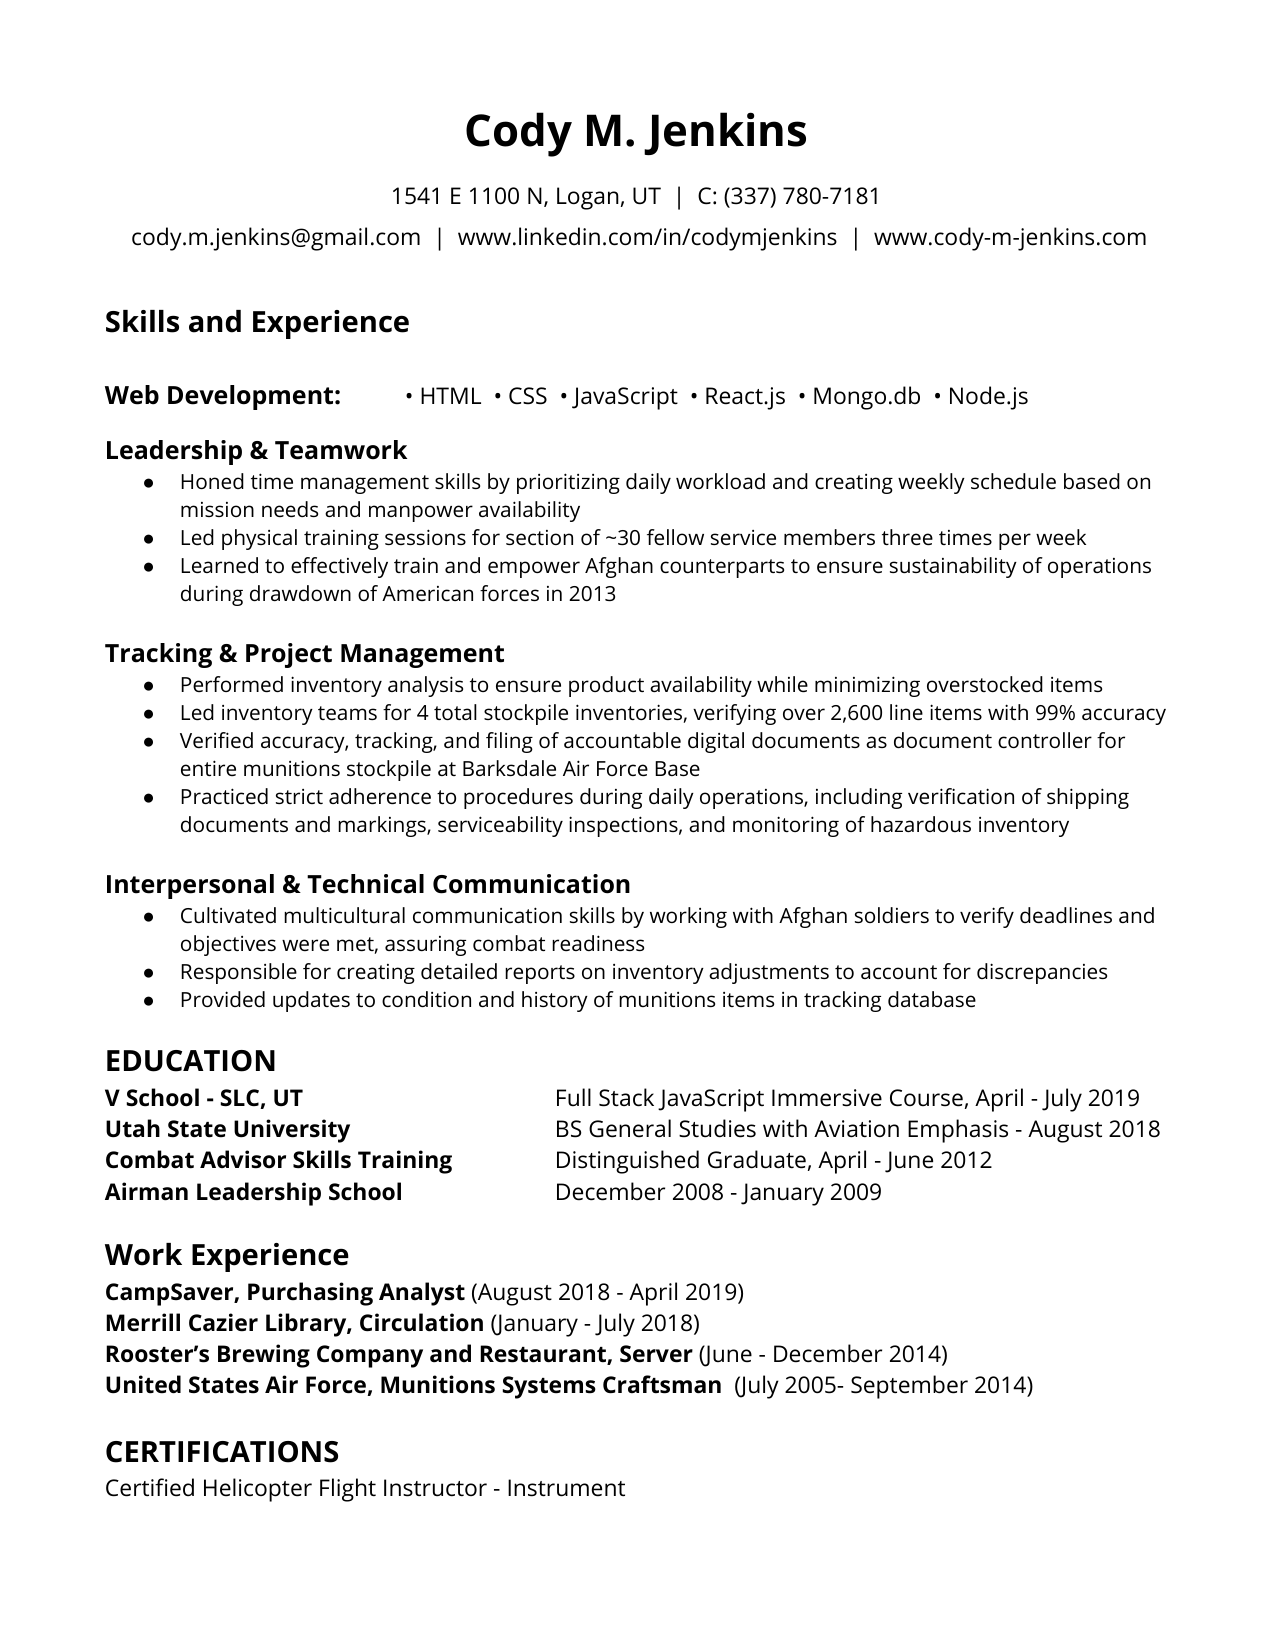 Cody M. Jenkins
1541 E 1100 N, Logan, UT | C: (337) 780-7181
cody.m.jenkins@gmail.com | www.linkedin.com/in/codymjenkins | www.cody-m-jenkins.com
Skills and Experience
Web Development: • HTML • CSS • JavaScript • React.js • Mongo.db • Node.js
Leadership & Teamwork
● Honed time management skills by prioritizing daily workload and creating weekly schedule based on
mission needs and manpower availability
● Led physical training sessions for section of ~30 fellow service members three times per week
● Learned to effectively train and empower Afghan counterparts to ensure sustainability of operations
during drawdown of American forces in 2013
Tracking & Project Management
● Performed inventory analysis to ensure product availability while minimizing overstocked items
● Led inventory teams for 4 total stockpile inventories, verifying over 2,600 line items with 99% accuracy
● Verified accuracy, tracking, and filing of accountable digital documents as document controller for
entire munitions stockpile at Barksdale Air Force Base
● Practiced strict adherence to procedures during daily operations, including verification of shipping
documents and markings, serviceability inspections, and monitoring of hazardous inventory
Interpersonal & Technical Communication
● Cultivated multicultural communication skills by working with Afghan soldiers to verify deadlines and
objectives were met, assuring combat readiness
● Responsible for creating detailed reports on inventory adjustments to account for discrepancies
● Provided updates to condition and history of munitions items in tracking database
EDUCATION
V School - SLC, UT Full Stack JavaScript Immersive Course, April - July 2019
Utah State University BS General Studies with Aviation Emphasis - August 2018
Combat Advisor Skills Training Distinguished Graduate, April - June 2012
Airman Leadership School December 2008 - January 2009
Work Experience
CampSaver, Purchasing Analyst (August 2018 - April 2019)
Merrill Cazier Library, Circulation (January - July 2018)
Rooster’s Brewing Company and Restaurant, Server (June - December 2014)
United States Air Force, Munitions Systems Craftsman (July 2005- September 2014)
CERTIFICATIONS
Certified Helicopter Flight Instructor - Instrument